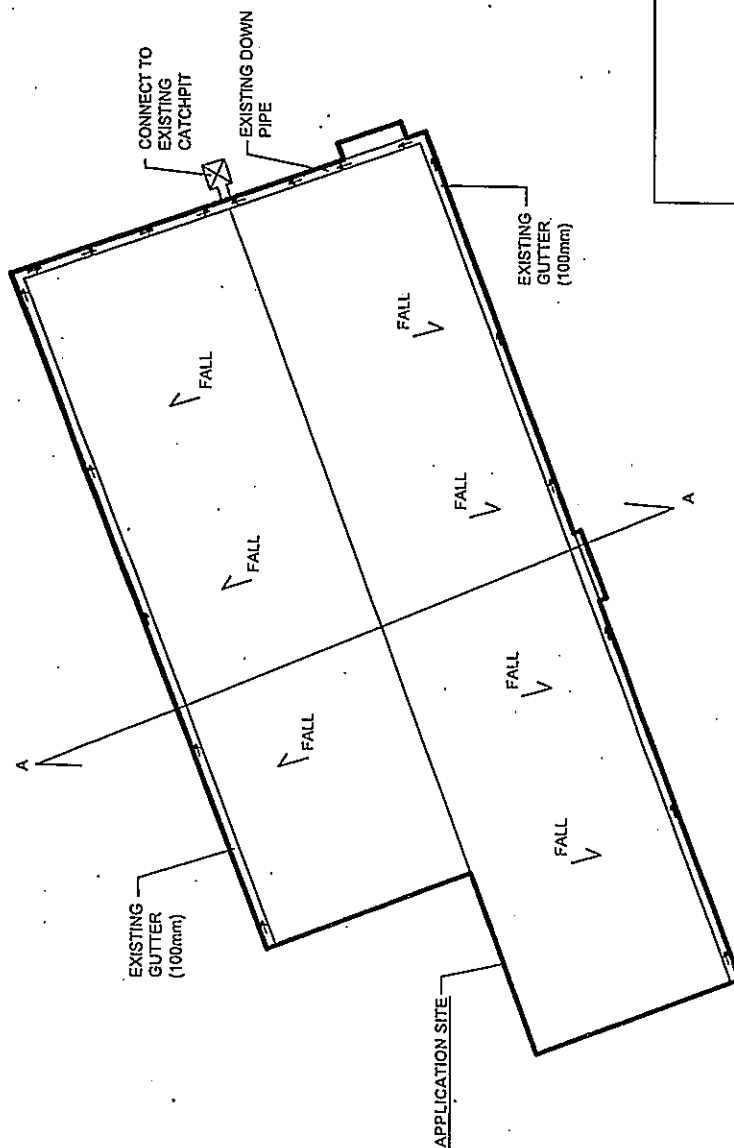 CONNECT TO
EXISTING
CATCHPIT
EXISTING DOWN
PIPE
FALL
FALL
A
FALL
FALL
EXISTING
GUTTER
(100mm)
FALL
FALL
A
EXISTING
GUTTER
(100mm)
FALL
APPLICATION SITE